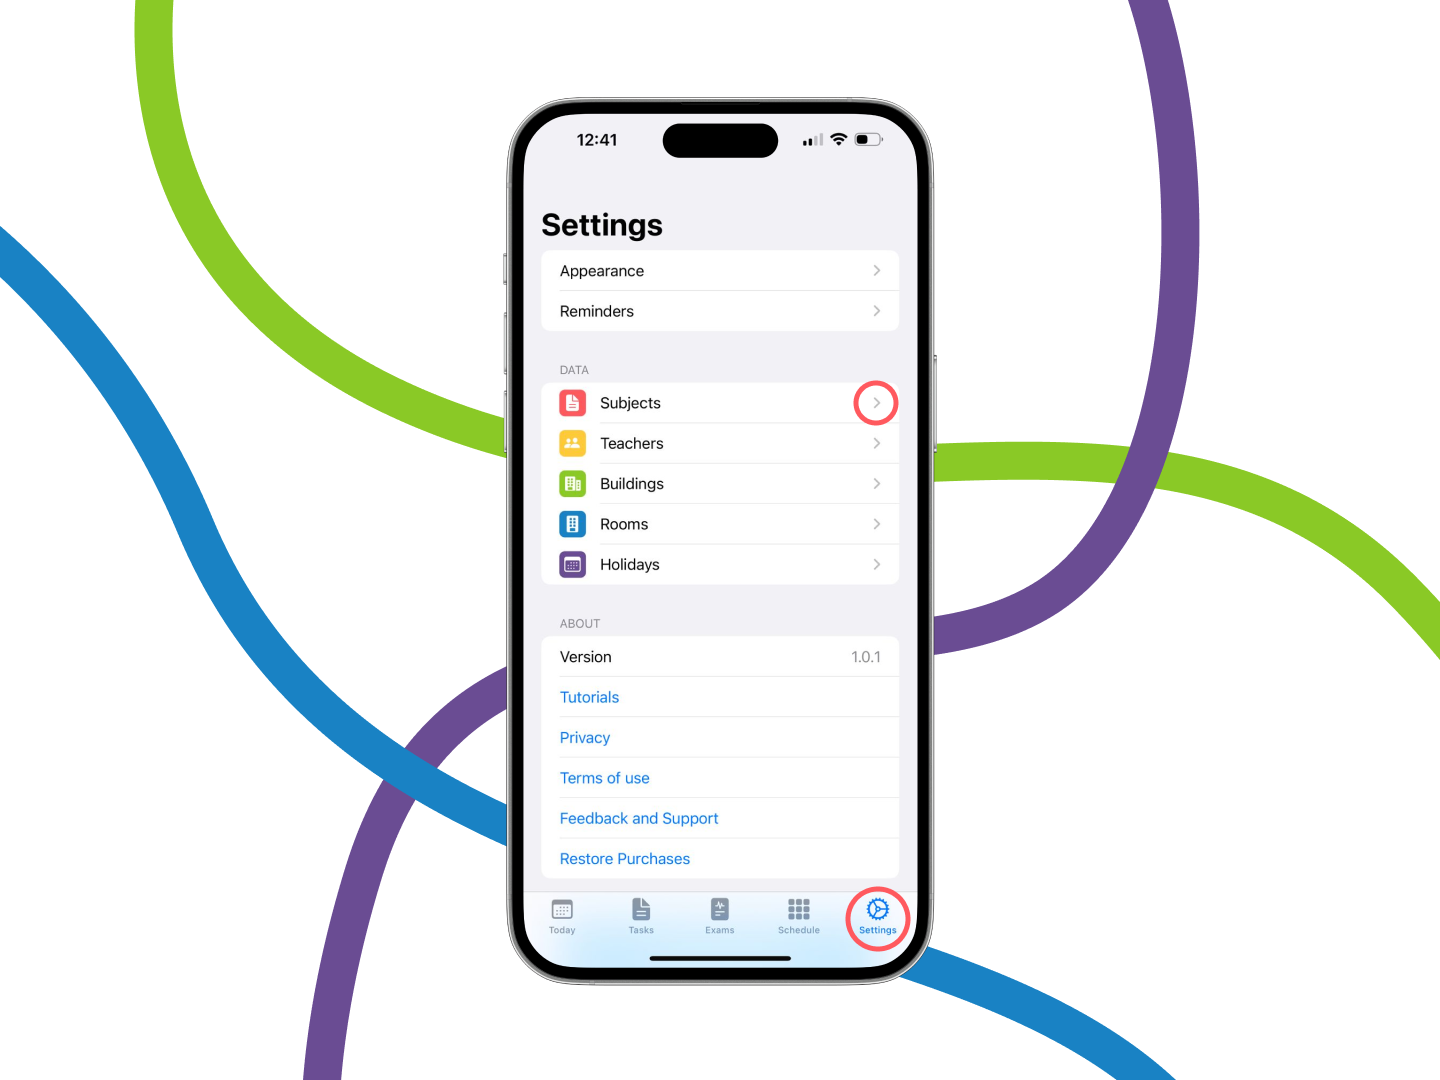 12:41
Settings
Appearance
Reminders
DATA
Subjects
Teachers
Buildings
Rooms
Holidays
ABOUT
Version 1.0.1
Tutorials
Privacy
Terms of use
Feedback and Support
Restore Purchases
Today Tasks Exams Schedule Settings